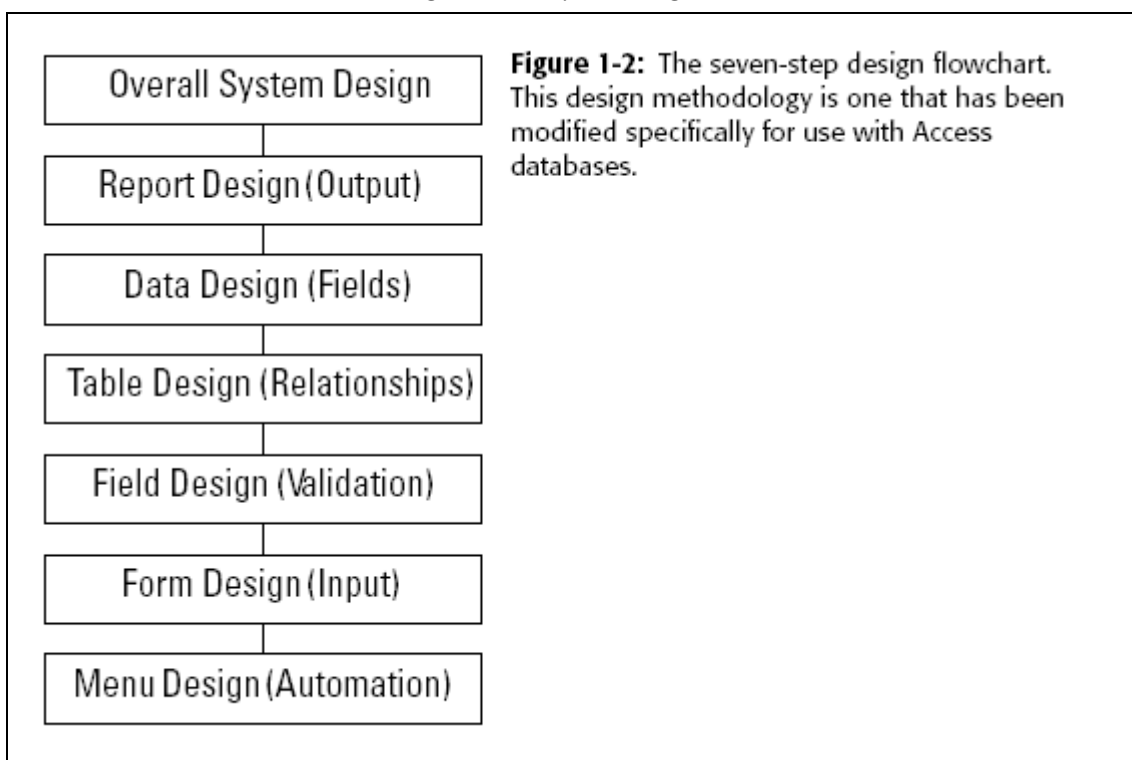 Overall System Design
Report Design (Output)
Data Design (Fields)
Table Design (Relationships)
Field Design (Validation)
Form Design (Input)
Menu Design (Automation)
Figure 1-2: The seven-step design flowchart.
This design methodology is one that has been
modified specifically for use with Access
databases.